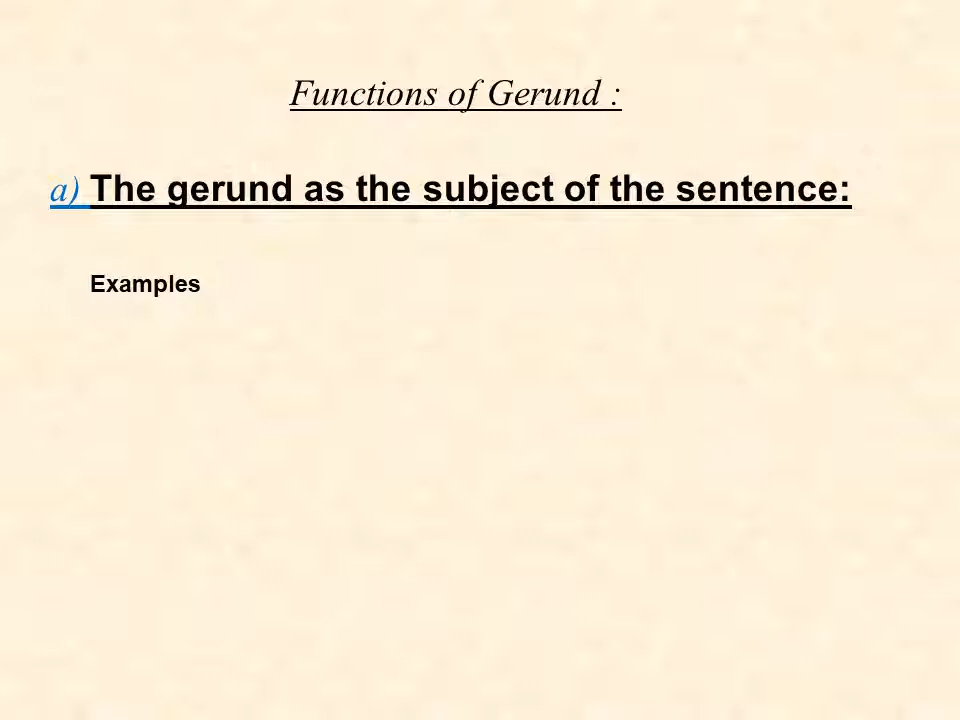 Functions of Gerund :
a) The gerund as the subject of the sentence:
Examples